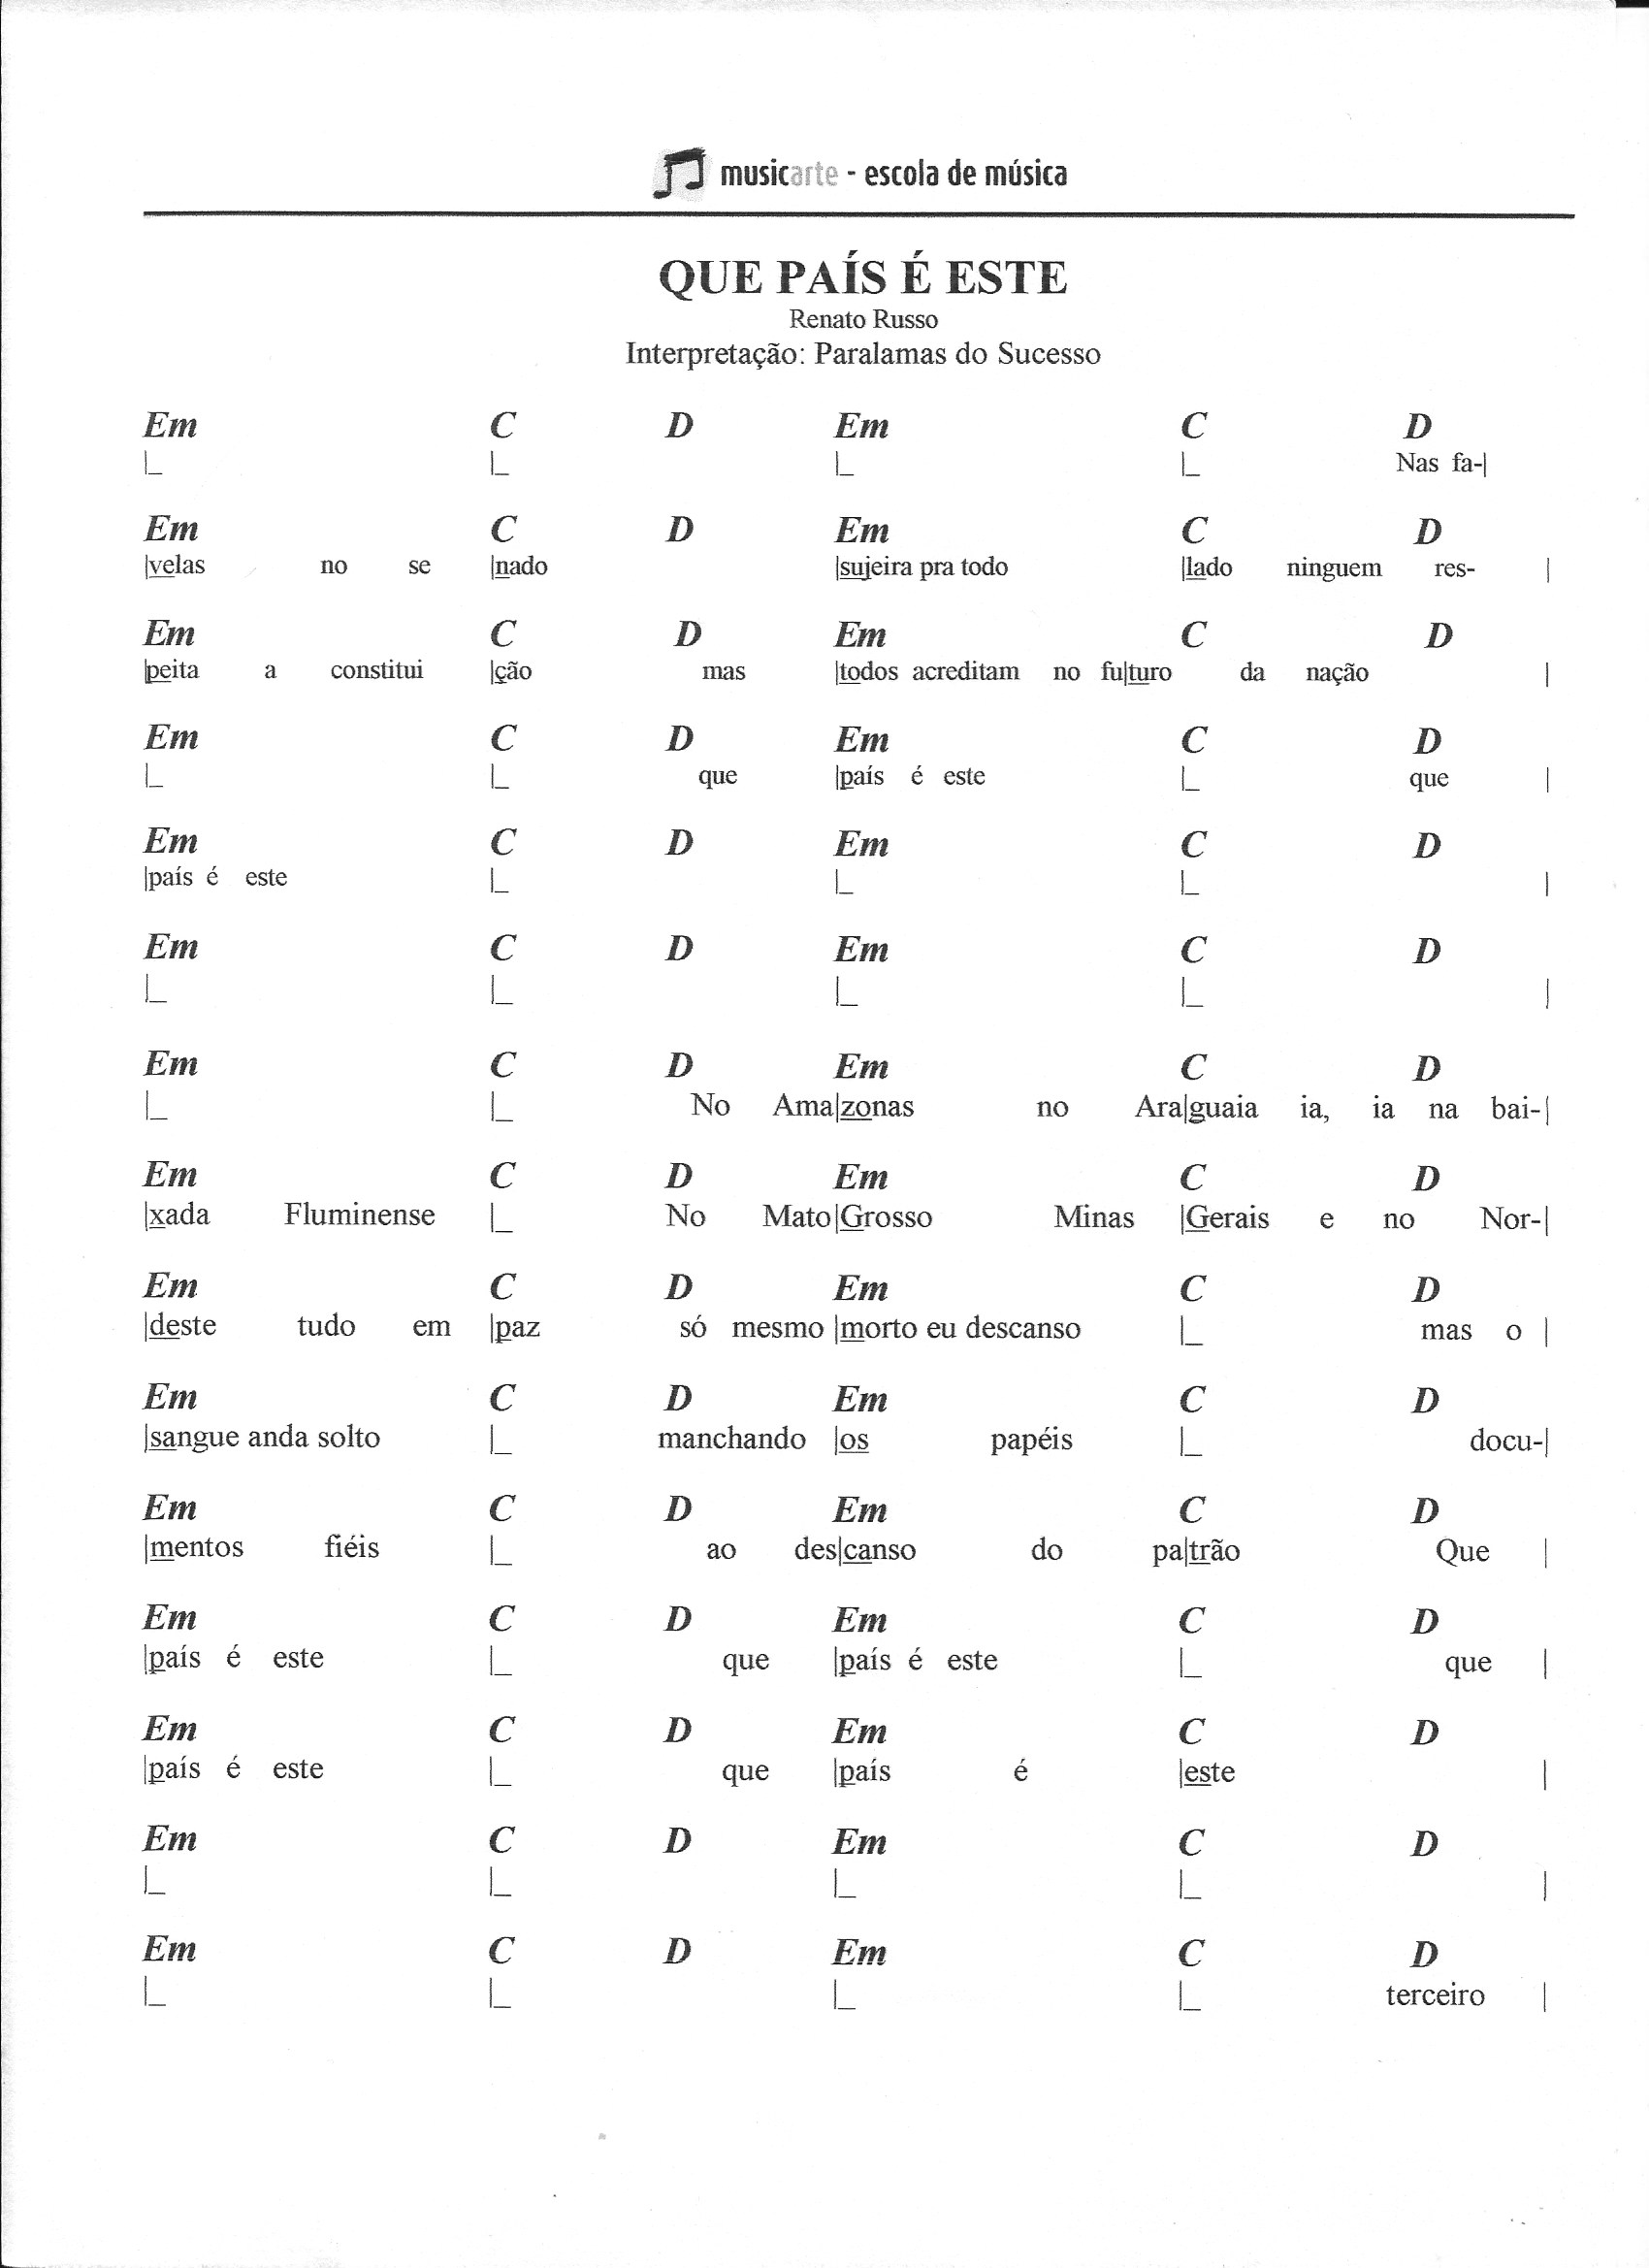 musicarte - escola de música
QUE PAÍS É ESTE
Renato Russo
Interpretação: Paralamas do Sucesso
Em C D Em C D
|_ |_ |_ |_ Nas fa-|
Em C D Em C D
|velas no se |nado |sujeira pra todo |lado ninguem res- |
Em C D Em C D
|peita a constitui |ção mas |todos acreditam no fu|turo da nação |
Em C D Em C D
|_ |_ que |país é este |_ que |
Em C D Em C D
|país é este |_ |_ |_ |
Em C D Em C D
|_ |_ |_ |_ |
Em C D Em C D
|_ |_ No Ama|zonas no Ara|guaia ia, ia na bai-|
Em C D Em C D
|xada Fluminense |_ No Mato|Grosso Minas |Gerais e no Nor-|
Em C D Em C D
|deste tudo em |paz só mesmo |morto eu descanso |_ mas o |
Em C D Em C D
|sangue anda solto |_ manchando |os papéis |_ docu-|
Em C D Em C D
|mentos fiéis |_ ao des|canso do pa|trão Que |
Em C D Em C D
|país é este |_ que |país é este |_ que |
Em C D Em C D
|país é este |_ que |país é |este |
Em C D Em C D
|_ |_ |_ |_ |
Em C D Em C D
|_ |_ |_ |_ terceiro |